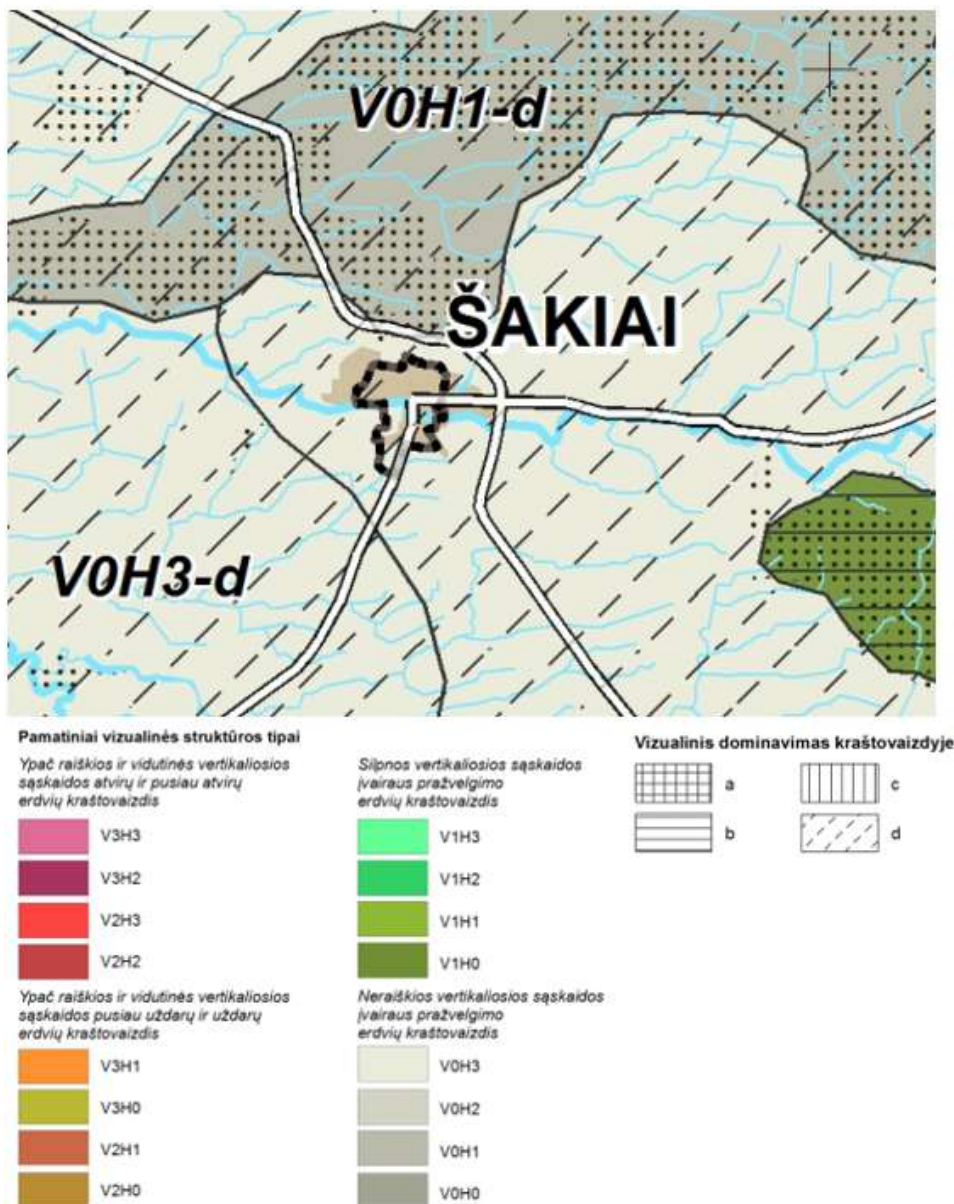 V0H1-d
ŠAKIAI
V0H3-d
Pamatiniai vizualinės struktūros tipai
Ypač raiškios ir vidutinės vertikaliosios
sąskaidos atvirų ir pusiau atvirų
erdvių kraštovaizdis
V3H3
V3H2
V2H3
V2H2
Ypač raiškios ir vidutinės vertikaliosios
sąskaidos pusiau uždarų ir uždarų
erdvių kraštovaizdis
V3H1
V3H0
V2H1
V2H0
Silpnos vertikaliosios sąskaidos
įvairaus pražvelgimo
erdvių kraštovaizdis
V1H3
V1H2
V1H1
V1H0
Neraiškios vertikaliosios sąskaidos
įvairaus pražvelgimo
erdvių kraštovaizdis
V0H3
V0H2
V0H1
V0H0
Vizualinis dominavimas kraštovaizdyje
a
c
b
d